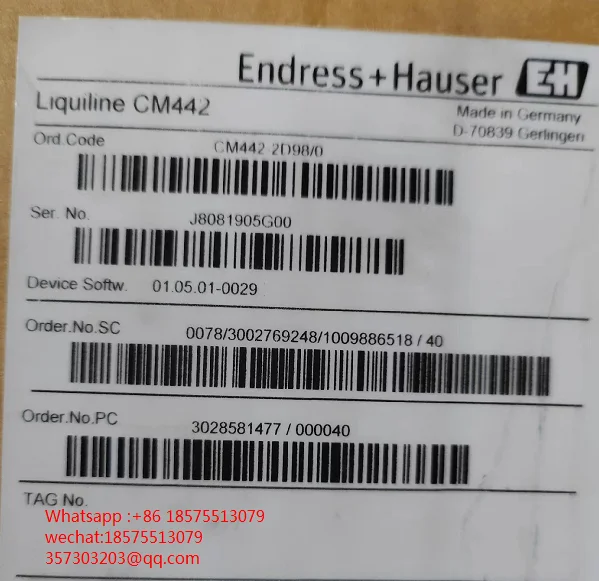 Endress+Hauser EH
Liquiline CM442
Made in Germany
D-70839 Gerlingen
Ord.Code CM442-2D98/0
Ser. No. J8081905G00
Device Softw. 01.05.01-0029
Order.No.SC 0078/3002769248/1009886518 / 40
Order.No.PC 3028581477 / 000040
TAG No.
Whatsapp :+86 18575513079
wechat:18575513079
357303203@qq.com